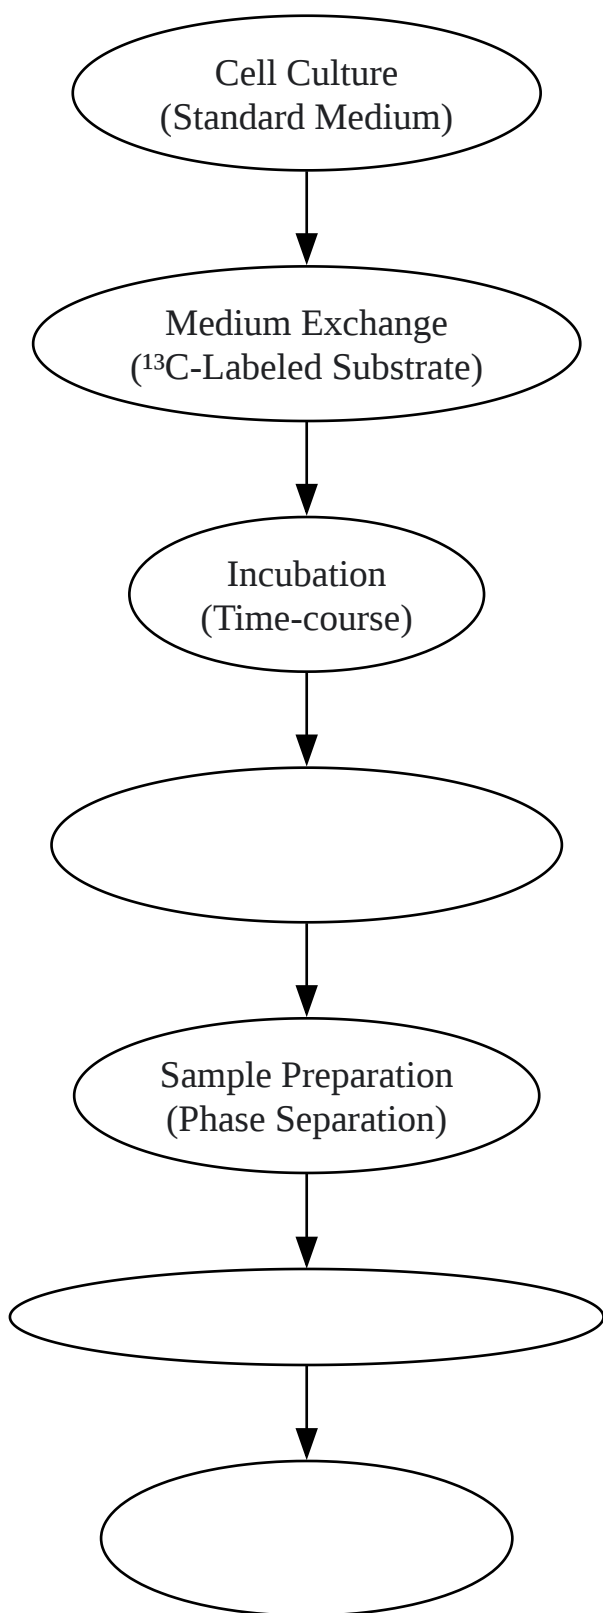 Cell Culture
(Standard Medium)
Medium Exchange
(¹³C-Labeled Substrate)
Incubation
(Time-course)
Sample Preparation
(Phase Separation)